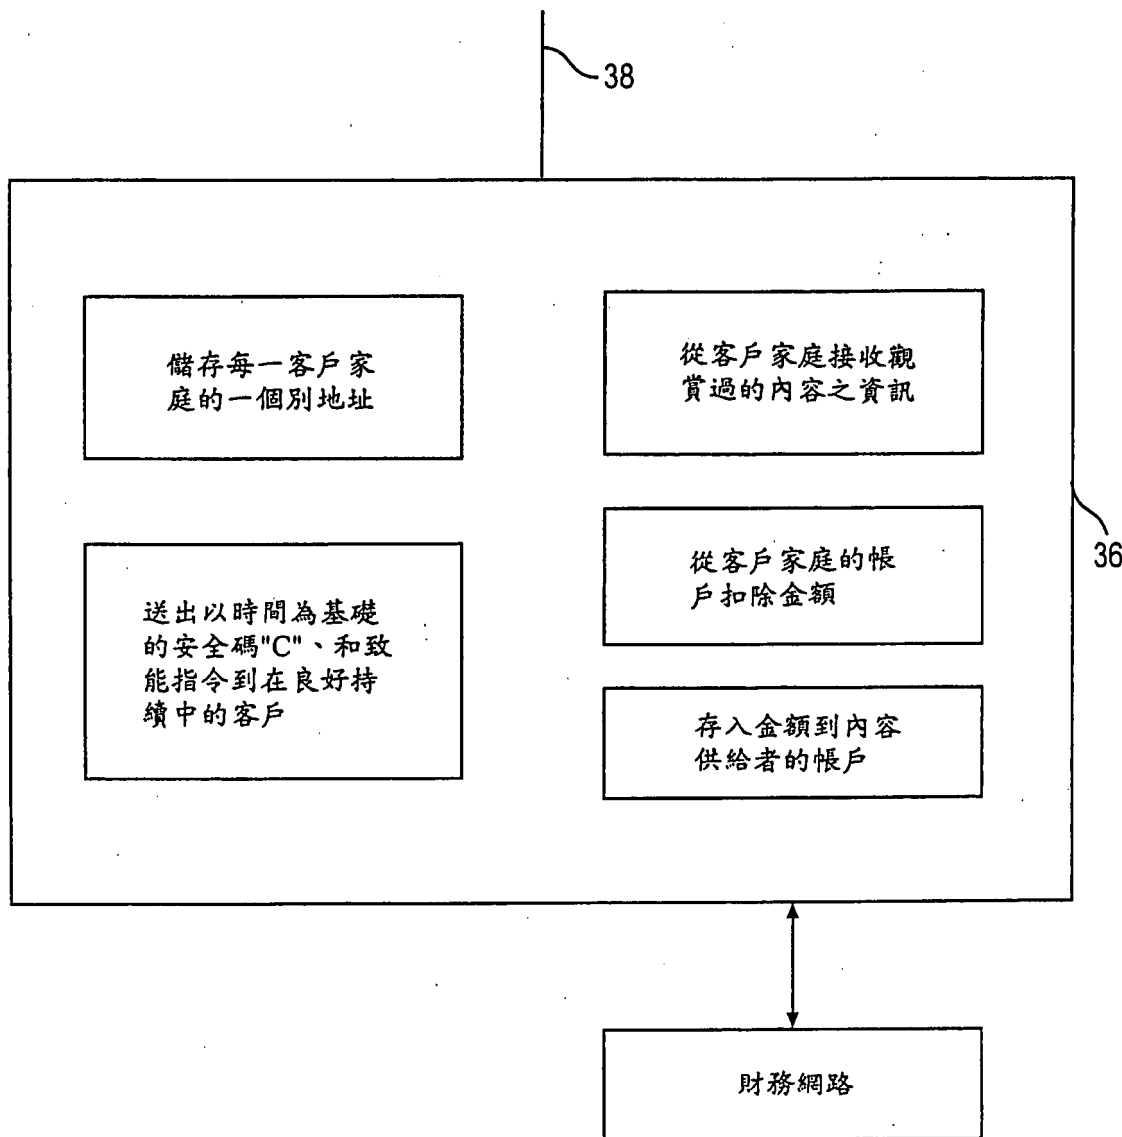 38
儲存每一客戶家
庭的一個別地址
從客戶家庭接收觀
賞過的內容之資訊
送出以時間為基礎
的安全碼"C"、和致
能指令到在良好持
續中的客戶
從客戶家庭的帳
戶扣除金額
36
存入金額到內容
供給者的帳戶
財務網路